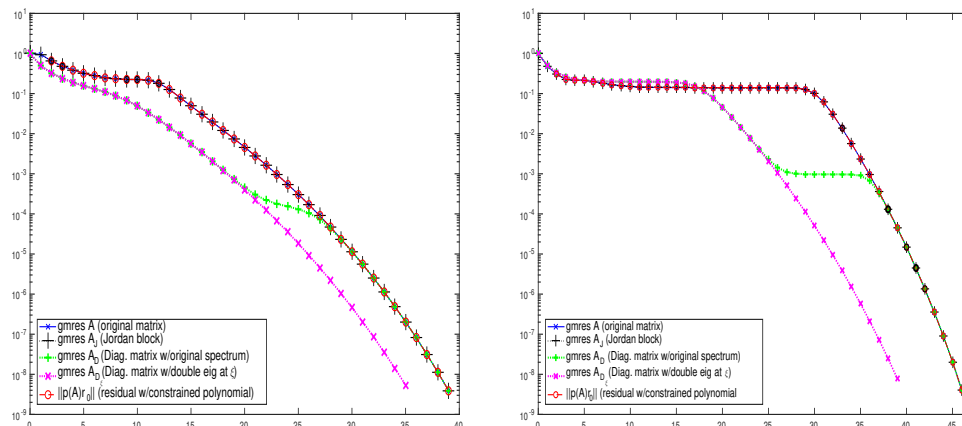 10^1
10^0
10^-1
10^-2
10^-3
10^-4
10^-5
10^-6
10^-7
10^-8
10^-9
gmres A (original matrix)
gmres A_J (Jordan block)
gmres A_D (Diag. matrix w/original spectrum)
gmres A_D_ξ (Diag. matrix w/double eig at ξ)
||p(A)r_0|| (residual w/constrained polynomial)
0 5 10 15 20 25 30 35 40
10^1
10^0
10^-1
10^-2
10^-3
10^-4
10^-5
10^-6
10^-7
10^-8
10^-9
gmres A (original matrix)
gmres A_J (Jordan block)
gmres A_D (Diag. matrix w/original spectrum)
gmres A_D_ξ (Diag. matrix w/double eig at ξ)
||p(A)r_0|| (residual w/constrained polynomial
0 5 10 15 20 25 30 35 40 45